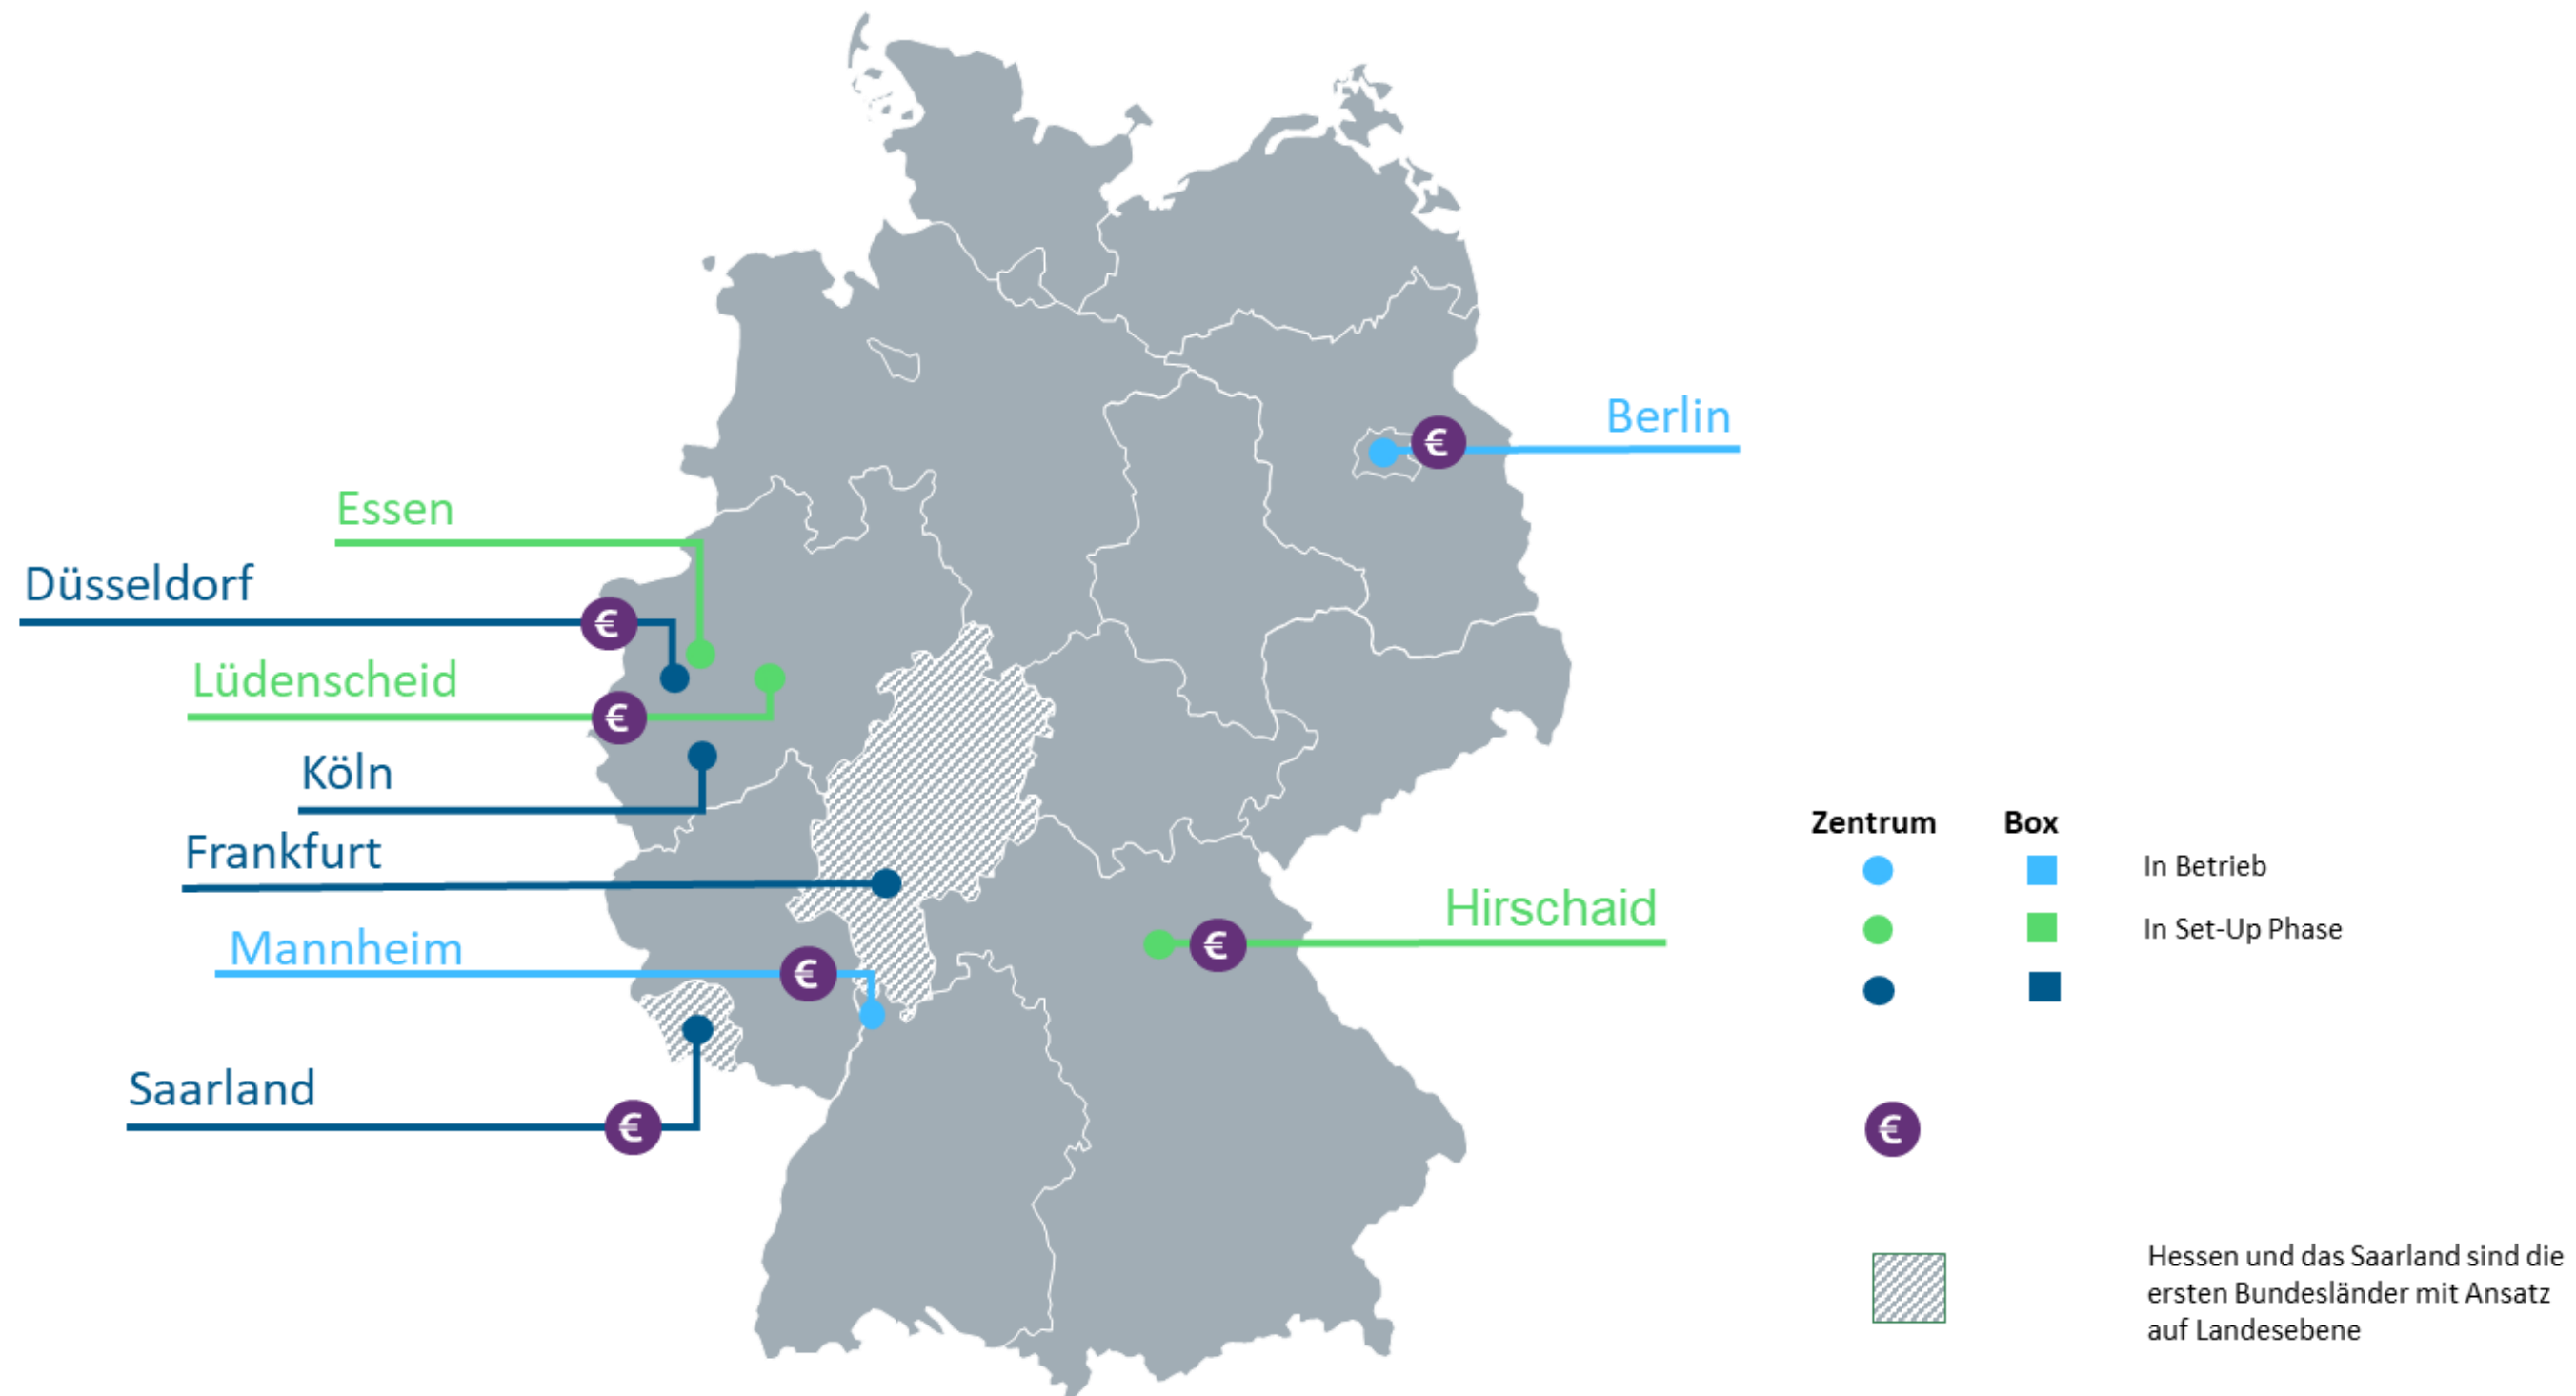 Berlin
€
Essen
Düsseldorf
€
Lüdenscheid
€
Köln
Frankfurt
Mannheim
€
Hirschaid
€
Saarland
€
Zentrum
Box
In Betrieb
In Set-Up Phase
€
Hessen und das Saarland sind die
ersten Bundesländer mit Ansatz
auf Landesebene